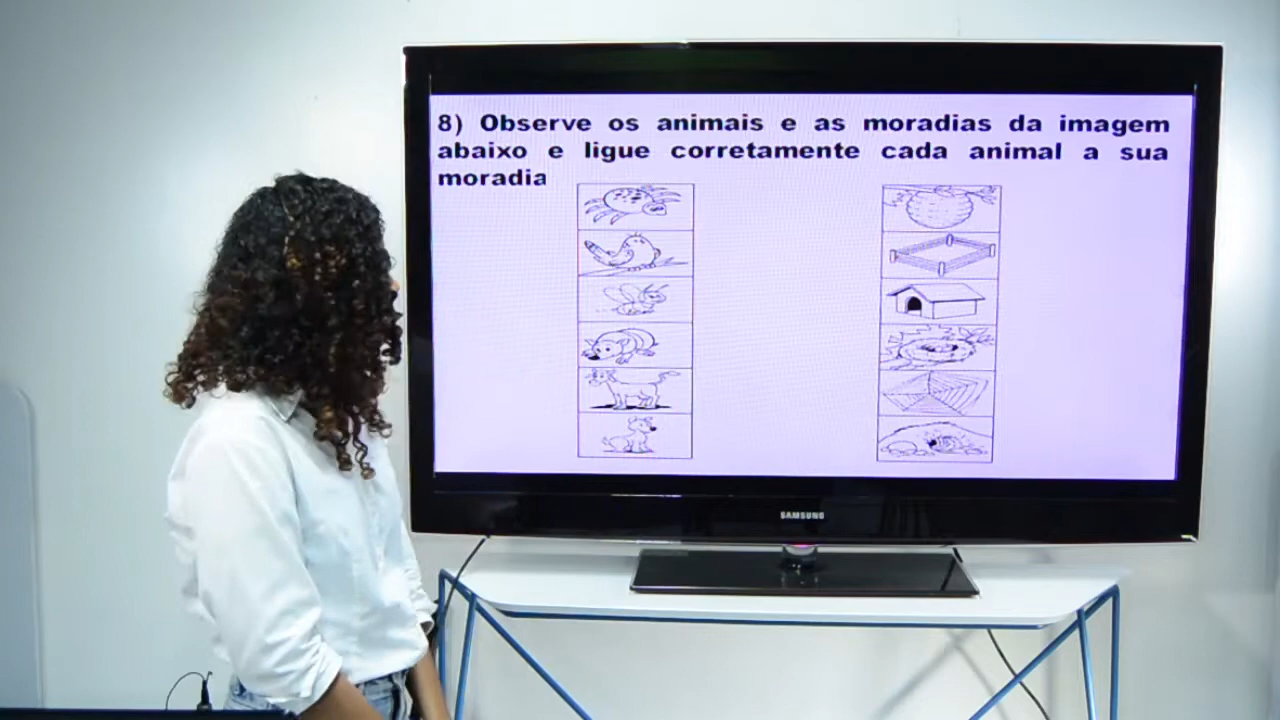 8) Observe os animais e as moradias da imagem
abaixo e ligue corretamente cada animal a sua
moradia
SAMSUNG